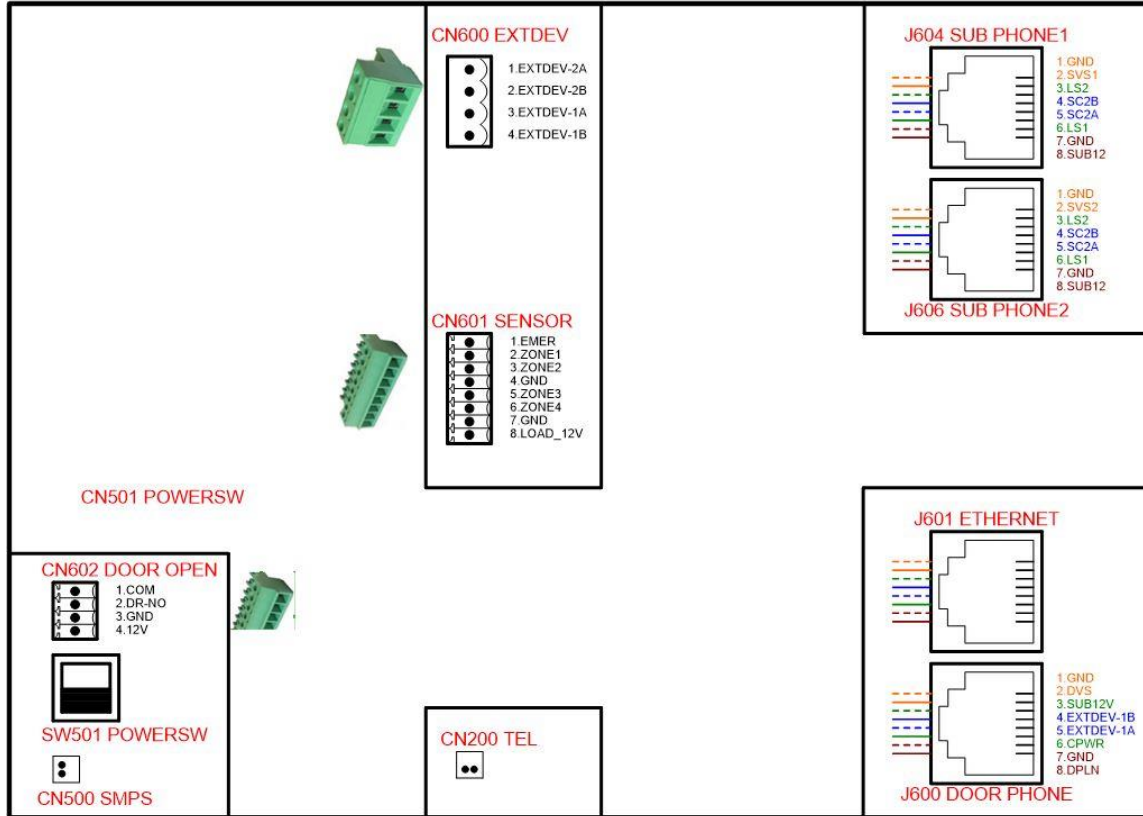 CN600 EXTDEV
1.EXTDEV-2A
2.EXTDEV-2B
3.EXTDEV-1A
4.EXTDEV-1B
J604 SUB PHONE1
1.GND
2.SVS1
3.LS2
4.SC2B
5.SC2A
6.LS1
7.GND
8.SUB12
1.GND
2.SVS2
3.LS2
4.SC2B
5.SC2A
6.LS1
7.GND
8.SUB12
J606 SUB PHONE2
CN601 SENSOR
1.EMER
2.ZONE1
3.ZONE2
4.GND
5.ZONE3
6.ZONE4
7.GND
8.LOAD_12V
CN501 POWERSW
CN602 DOOR OPEN
1.COM
2.DR-NO
3.GND
4.12V
SW501 POWERSW
CN500 SMPS
CN200 TEL
J601 ETHERNET
1.GND
2.DVS
3.SUB12V
4.EXTDEV-1B
5.EXTDEV-1A
6.CPWR
7.GND
8.DPLN
J600 DOOR PHONE